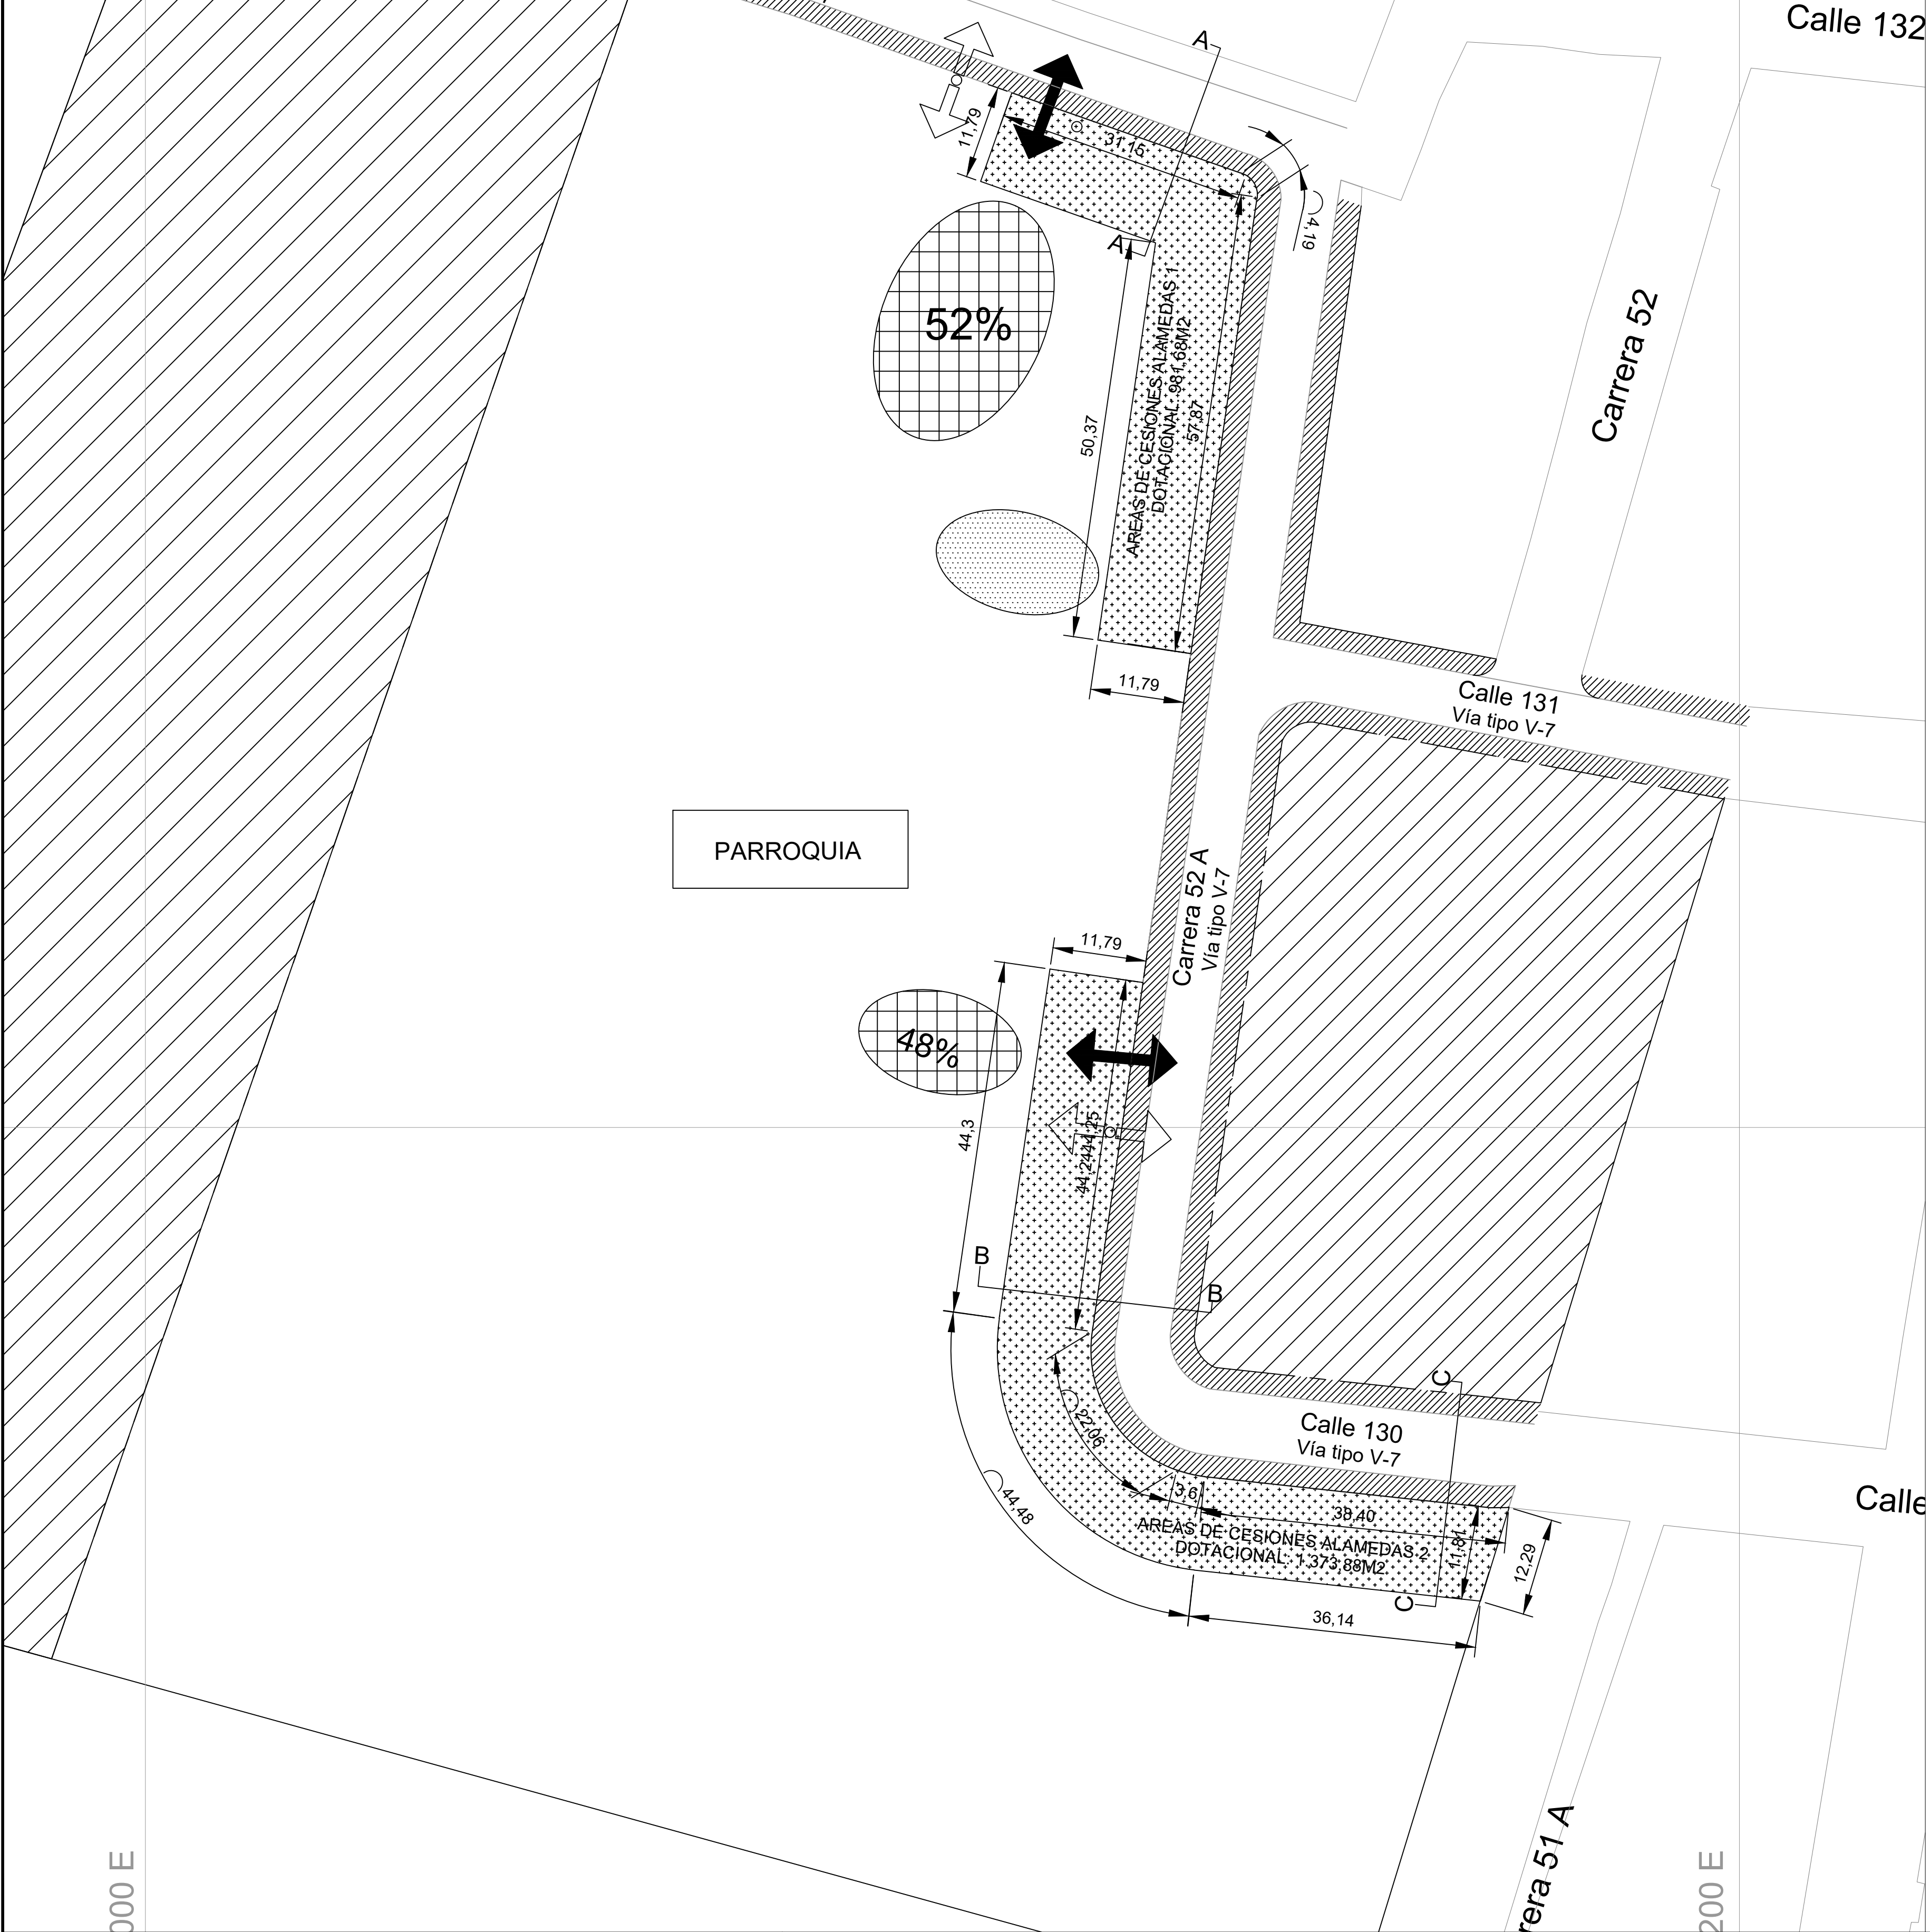 Calle 132
A
11,79
31,15
4,19
A
52%
Carrera 52
AREAS DE CESIONES ALAMEDAS 1
DOTACIONAL: 981,68M2
50,37
57,87
11,79
Calle 131
Vía tipo V-7
PARROQUIA
Carrera 52 A
Vía tipo V-7
11,79
48%
44,3
44,25
B
B
C
22,06
Calle 130
Vía tipo V-7
44,48
3,6
38,40
Calle
AREAS DE CESIONES ALAMEDAS 2
DOTACIONAL: 1.373,88M2
11,81
12,29
C
36,14
rera 51 A
000 E
200 E